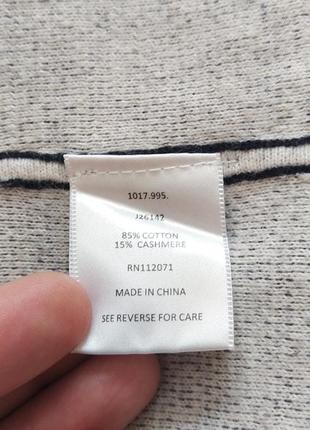 1017.995.
J26142
85% COTTON
15% CASHMERE
RN112071
MADE IN CHINA
SEE REVERSE FOR CARE